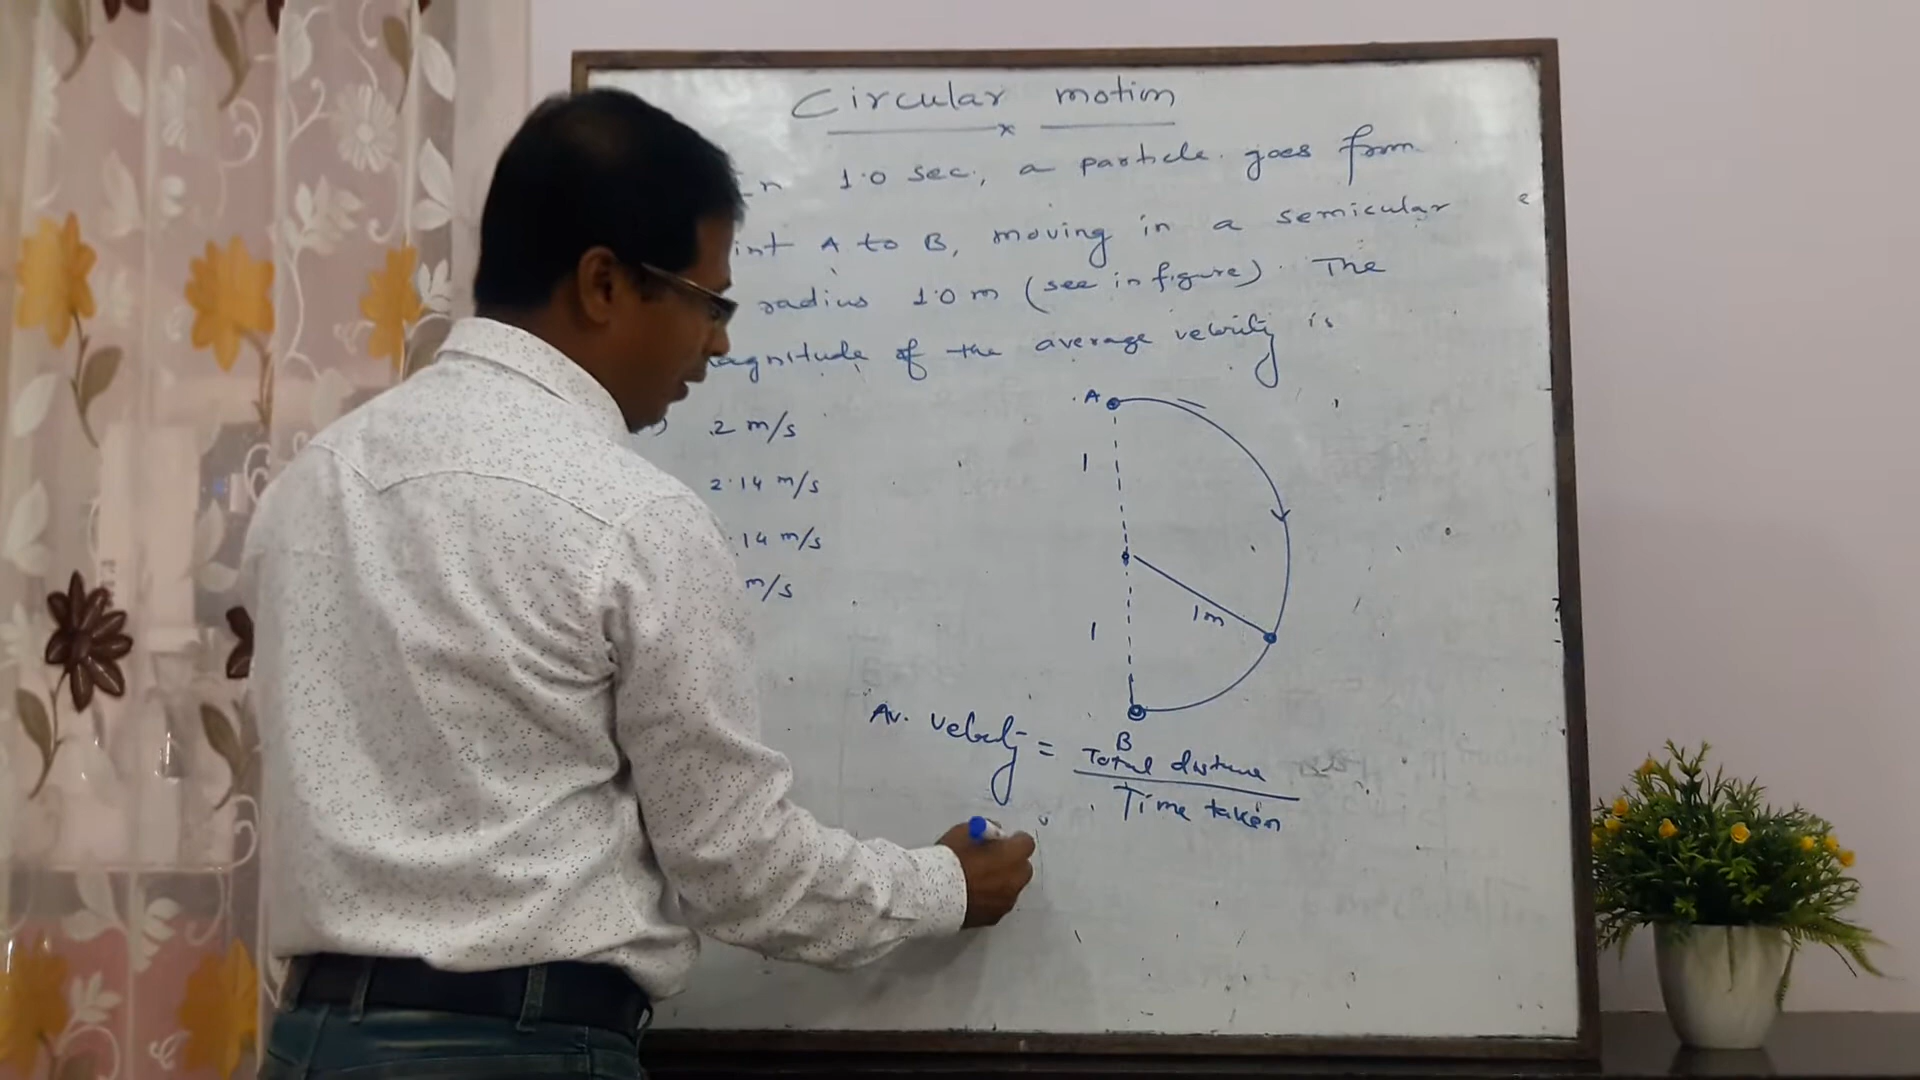 Circular motion
In 1.0 sec., a particle goes from
int A to B, moving in a semicular
radius 1.0 m (see in figure). The
agnitude of the average velocity is
2 m/s
2.14 m/s
.14 m/s
m/s
A
1
1m
1
B
Av. velocity = Total distance
Time taken